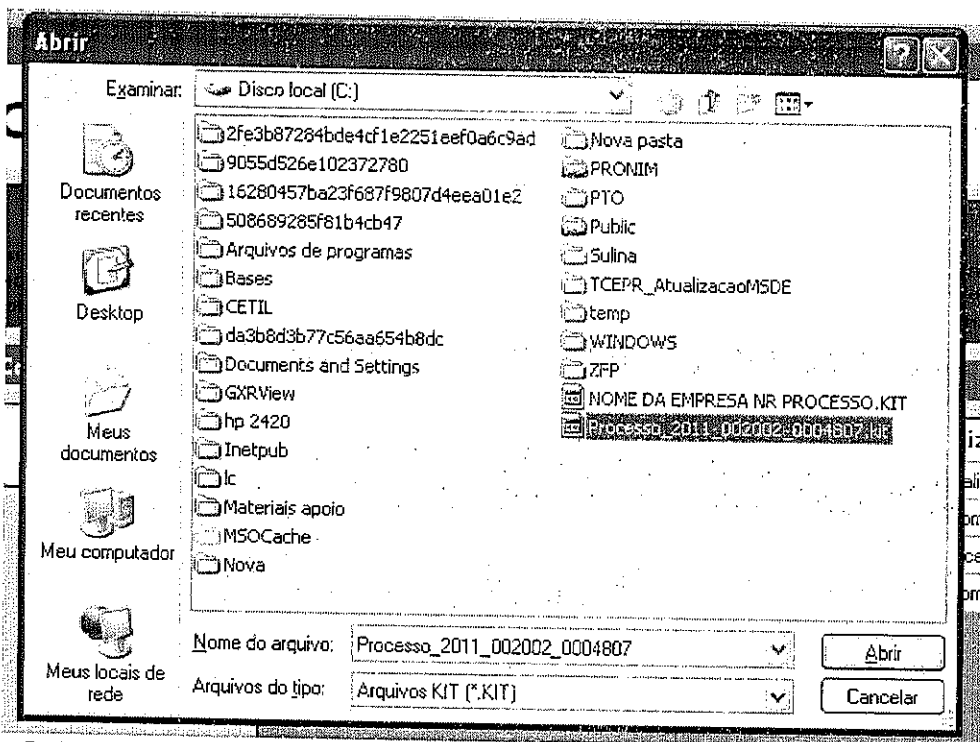 Abrir
Examinar: Disco local (C:)
Documentos recentes
Desktop
Meus documentos
Meu computador
Meus locais de rede
2fe3b87284bde4cf1e2251eef0a6c9ad
9055d526e102372780
16280457ba23f687f9807d4eea01e2
508689285f81b4cb47
Arquivos de programas
Bases
CETIL
da3b8d3b77c56aa654b8dc
Documents and Settings
GXRView
hp 2420
Inetpub
lc
Materiais apoio
MSOCache
Nova
Nova pasta
PRONIM
PTO
Public
Sulina
TCEPR_AtualizacaoMSDE
temp
WINDOWS
ZFP
NOME DA EMPRESA NR PROCESSO.KIT
Processo_2011_002002_0004807.kit
Nome do arquivo: Processo_2011_002002_0004807
Abrir
Arquivos do tipo: Arquivos KIT (*.KIT)
Cancelar